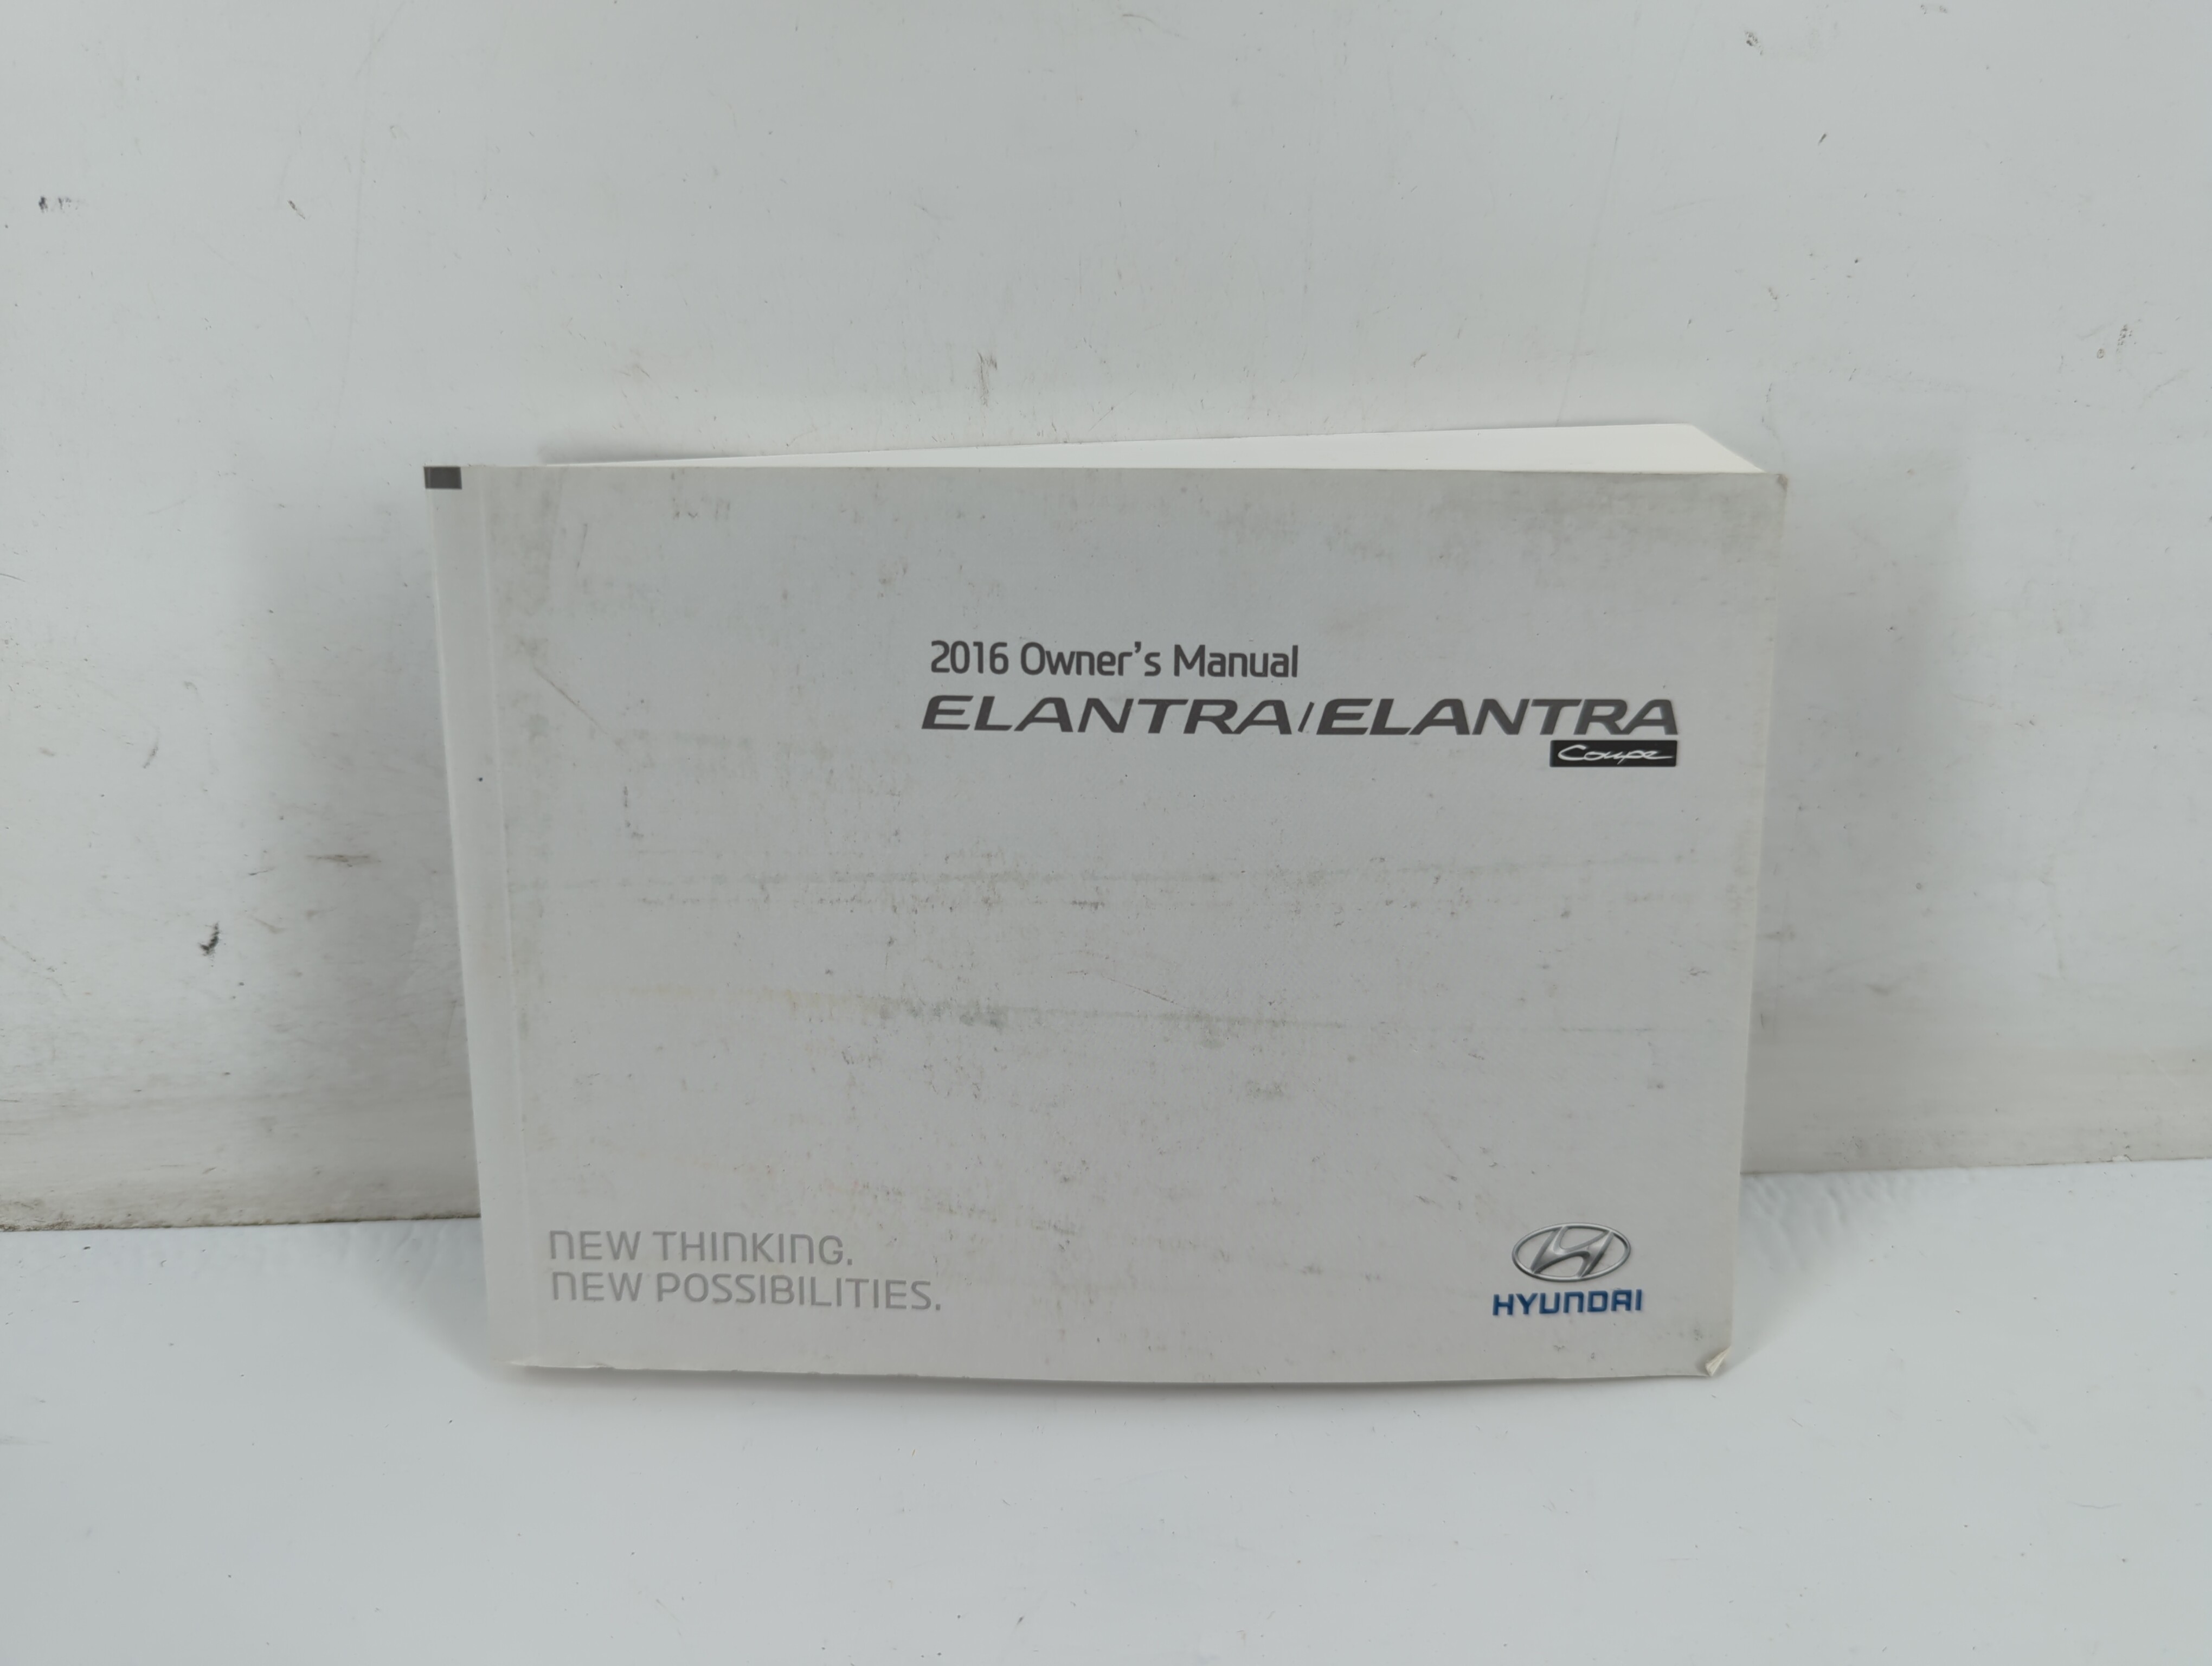 2016 Owner's Manual
ELANTRA/ELANTRA
Coupe
NEW THINKING.
NEW POSSIBILITIES.
HYUNDAI